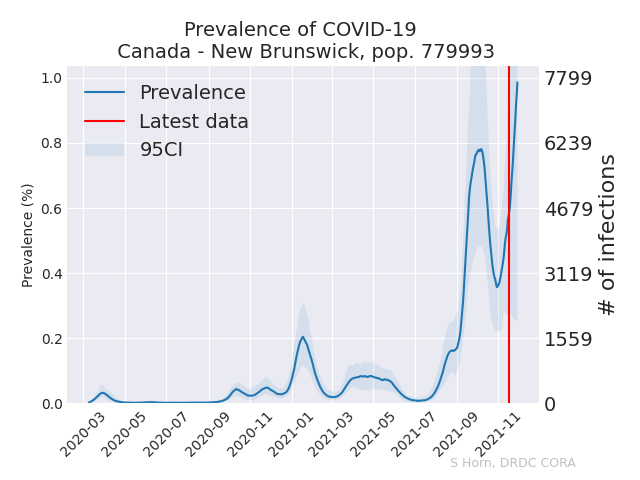 Prevalence of COVID-19
Canada - New Brunswick, pop. 779993
Prevalence
Latest data
95CI
Prevalence (%)
1.0
0.8
0.6
0.4
0.2
0.0
7799
6239
4679
3119
1559
0
# of infections
2020-03
2020-05
2020-07
2020-09
2020-11
2021-01
2021-03
2021-05
2021-07
2021-09
2021-11
S Horn, DRDC CORA